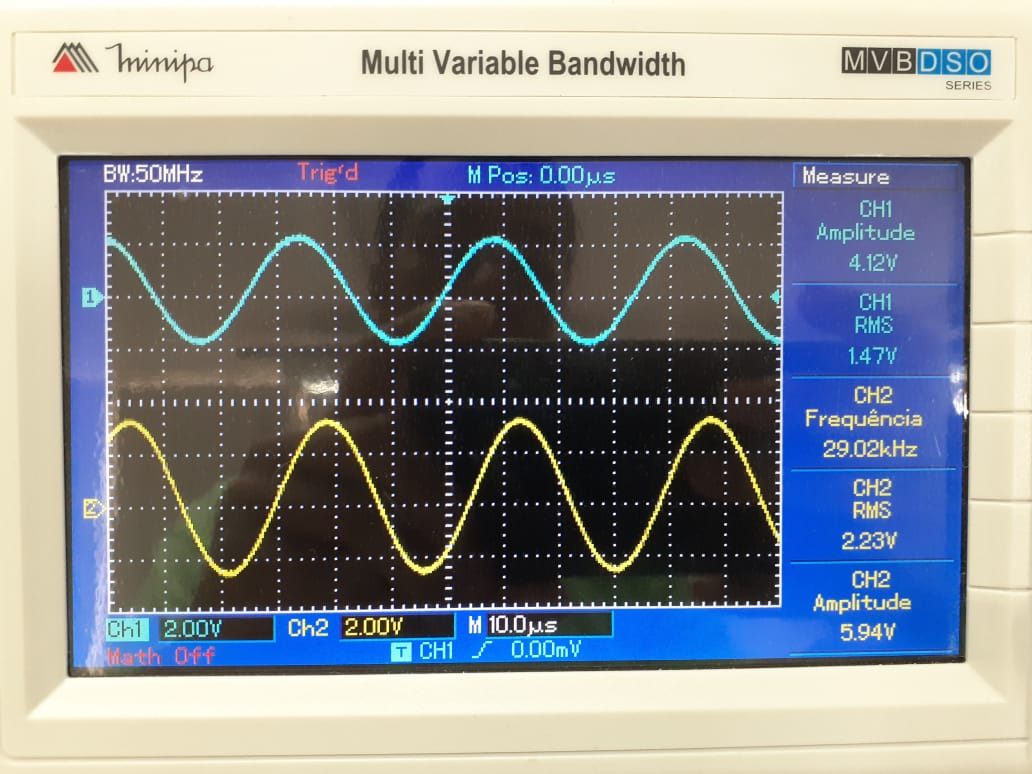 minipa Multi Variable Bandwidth MVBDSO
SERIES
BW:50MHz Trig'd M Pos: 0.00μs Measure
CH1
Amplitude
4.12V
1
CH1
RMS
1.47V
CH2
Frequência
29.02kHz
2
CH2
RMS
2.23V
CH2
Amplitude
5.94V
Ch1 2.00V Ch2 2.00V M 10.0μs
Math Off T CH1 0.00mV